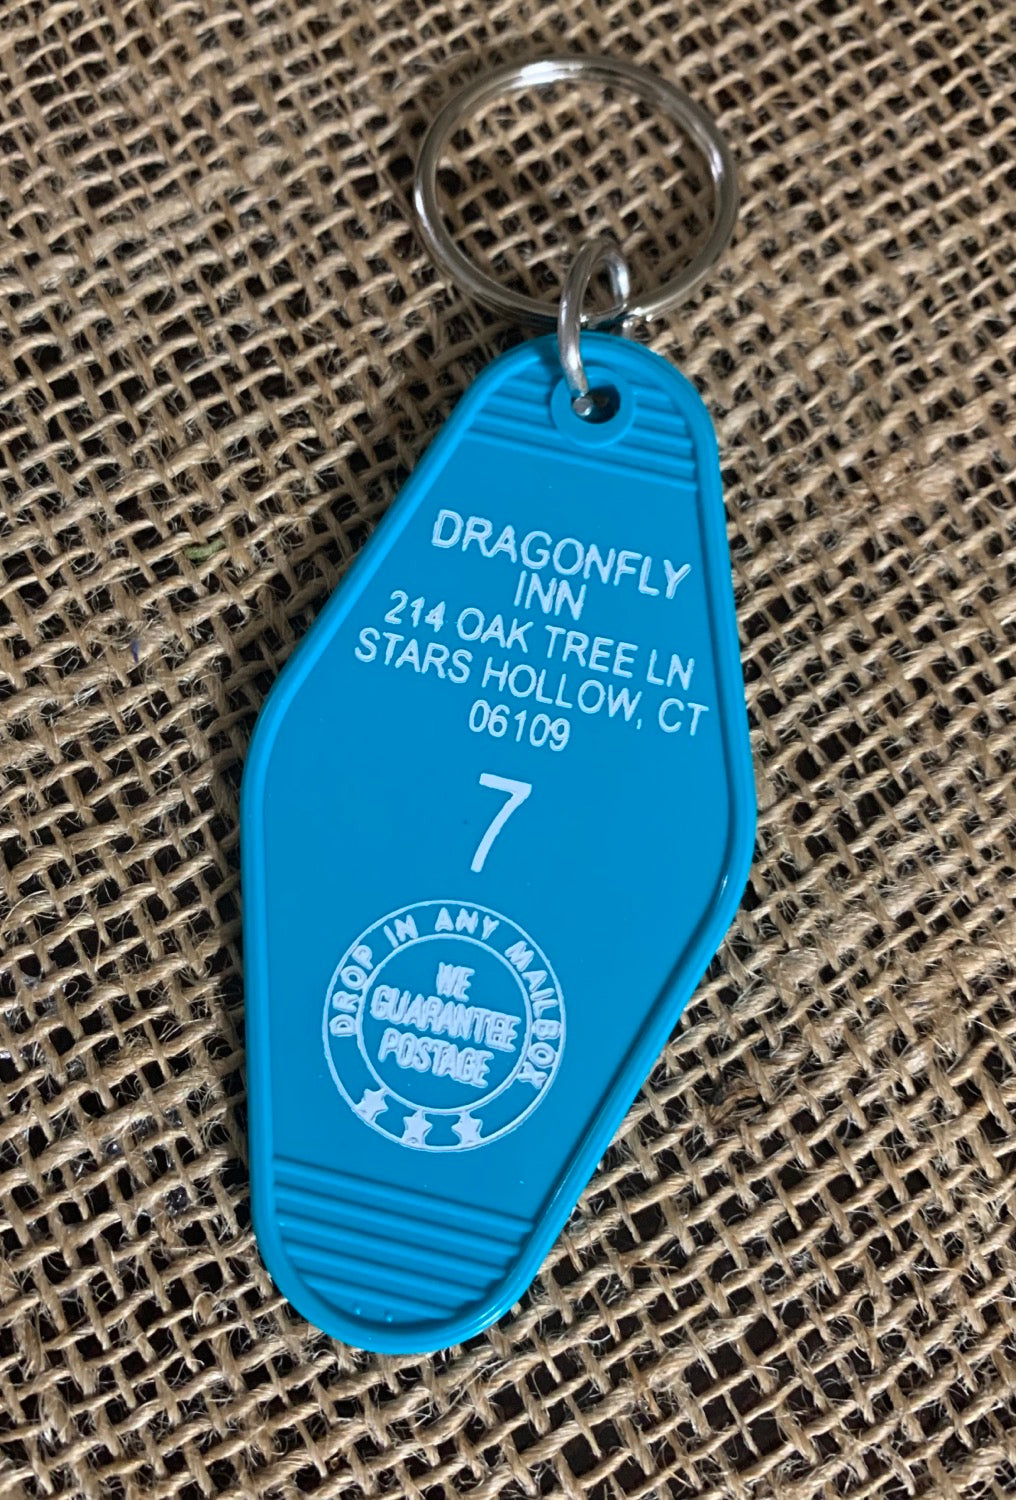 DRAGONFLY
INN
214 OAK TREE LN
STARS HOLLOW, CT
06109
7
DROP IN ANY MAILBOX
WE
GUARANTEE
POSTAGE